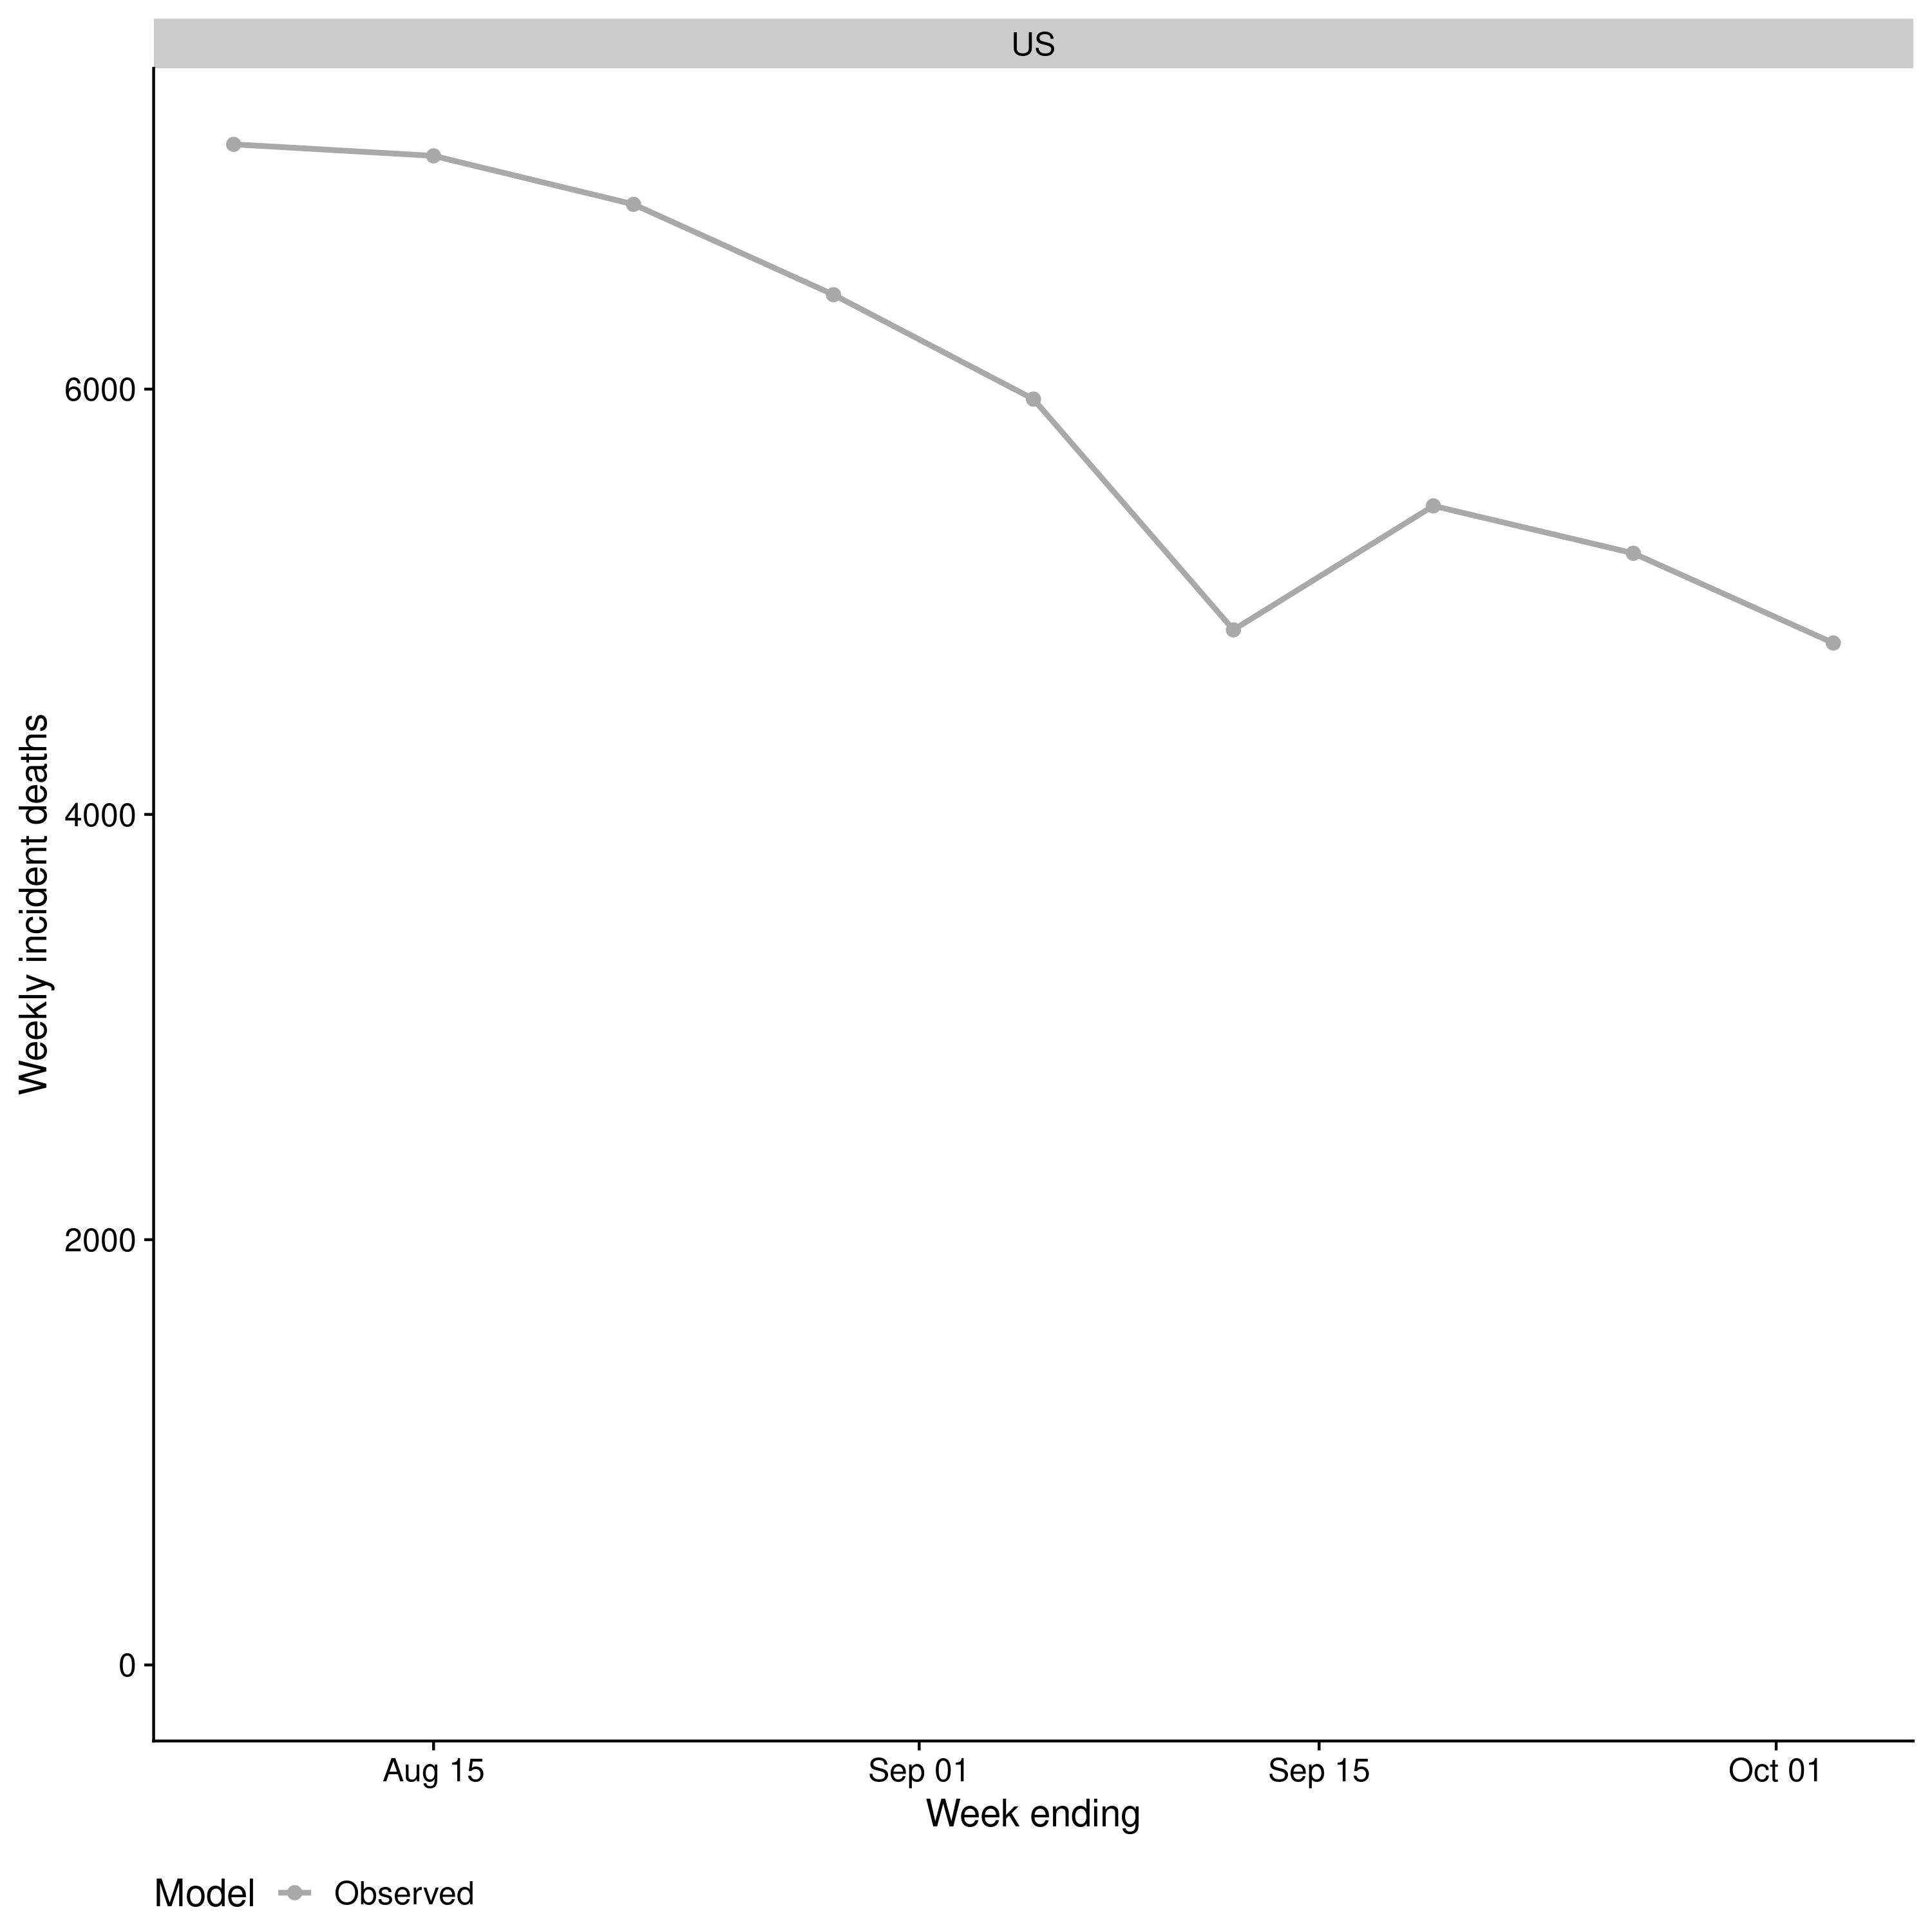 US
Weekly incident deaths
6000
4000
2000
0
Aug 15
Sep 01
Sep 15
Oct 01
Week ending
Model
Observed